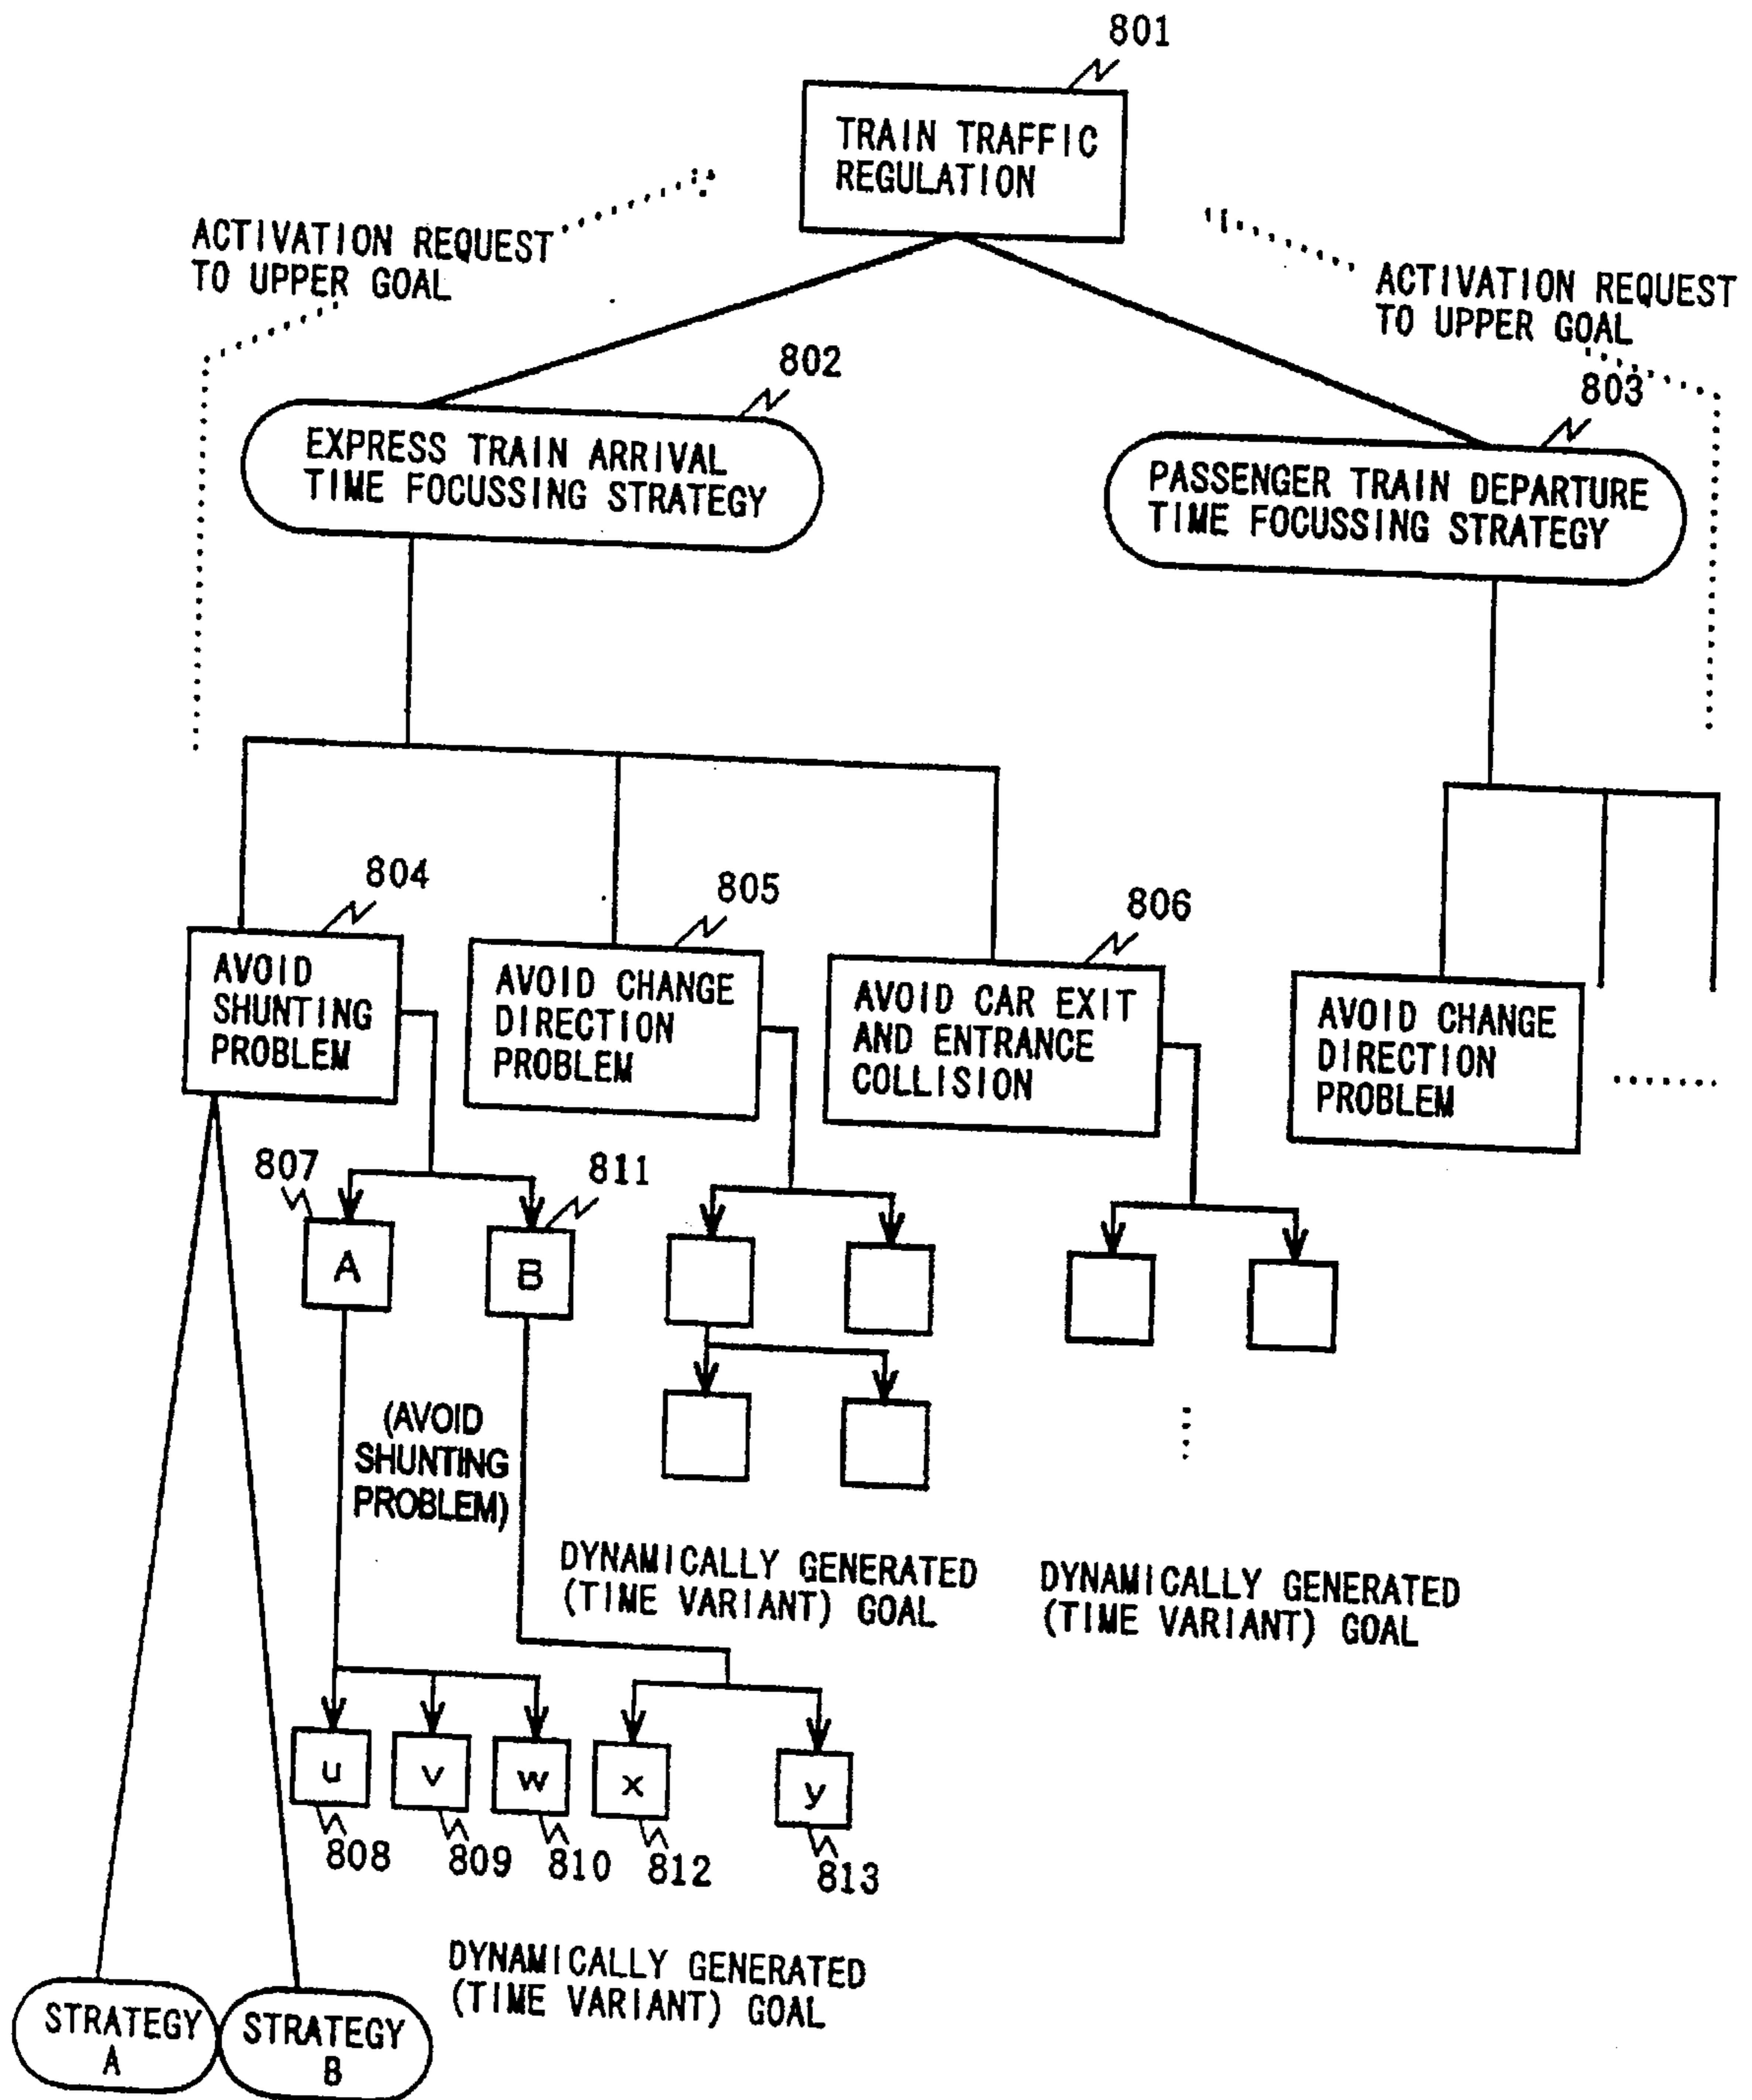 801
TRAIN TRAFFIC
REGULATION
ACTIVATION REQUEST
TO UPPER GOAL
ACTIVATION REQUEST
TO UPPER GOAL
802
803
EXPRESS TRAIN ARRIVAL
TIME FOCUSSING STRATEGY
PASSENGER TRAIN DEPARTURE
TIME FOCUSSING STRATEGY
804
805
806
AVOID
SHUNTING
PROBLEM
AVOID CHANGE
DIRECTION
PROBLEM
AVOID CAR EXIT
AND ENTRANCE
COLLISION
AVOID CHANGE
DIRECTION
PROBLEM
807
811
A
B
(AVOID
SHUNTING
PROBLEM)
DYNAMICALLY GENERATED
(TIME VARIANT) GOAL
DYNAMICALLY GENERATED
(TIME VARIANT) GOAL
u
v
w
x
y
808
809
810
812
813
DYNAMICALLY GENERATED
(TIME VARIANT) GOAL
STRATEGY
A
STRATEGY
B